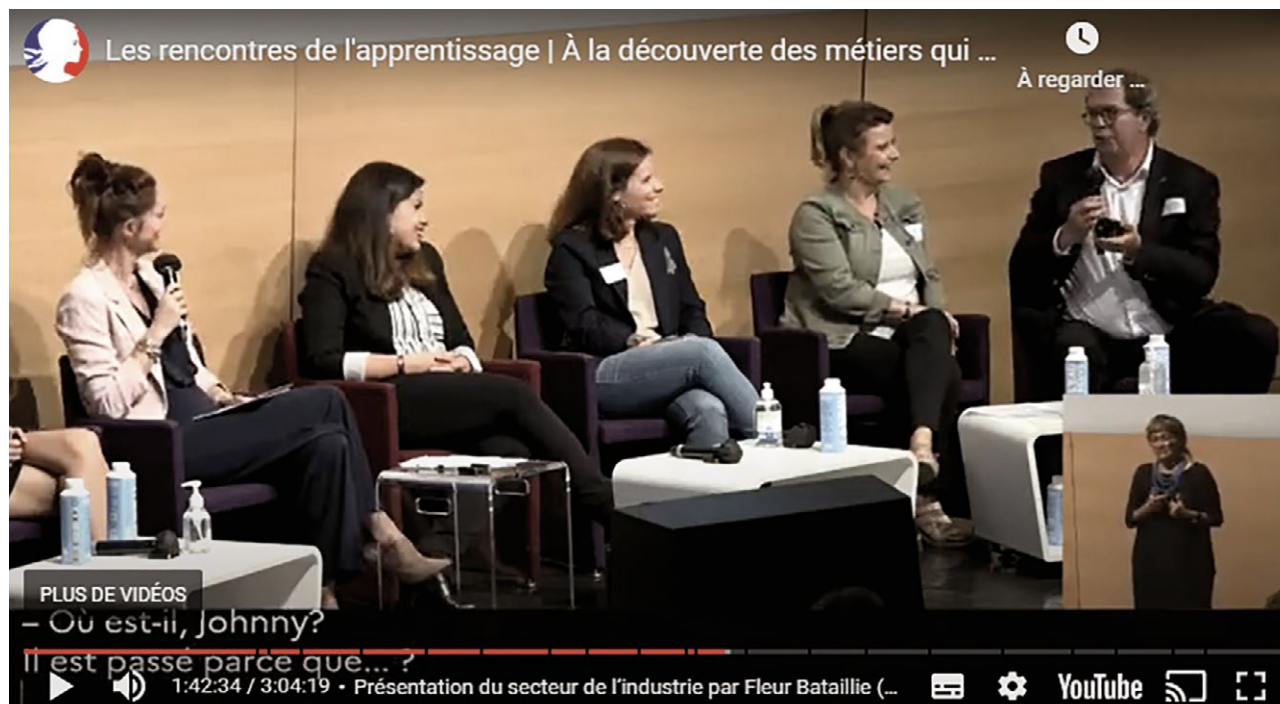 Les rencontres de l'apprentissage | À la découverte des métiers qui ...
À regarder ...
PLUS DE VIDÉOS
– Où est-il, Johnny?
Il est passé parce que... ?
1:42:34 / 3:04:19 • Présentation du secteur de l'industrie par Fleur Bataillie (...
YouTube